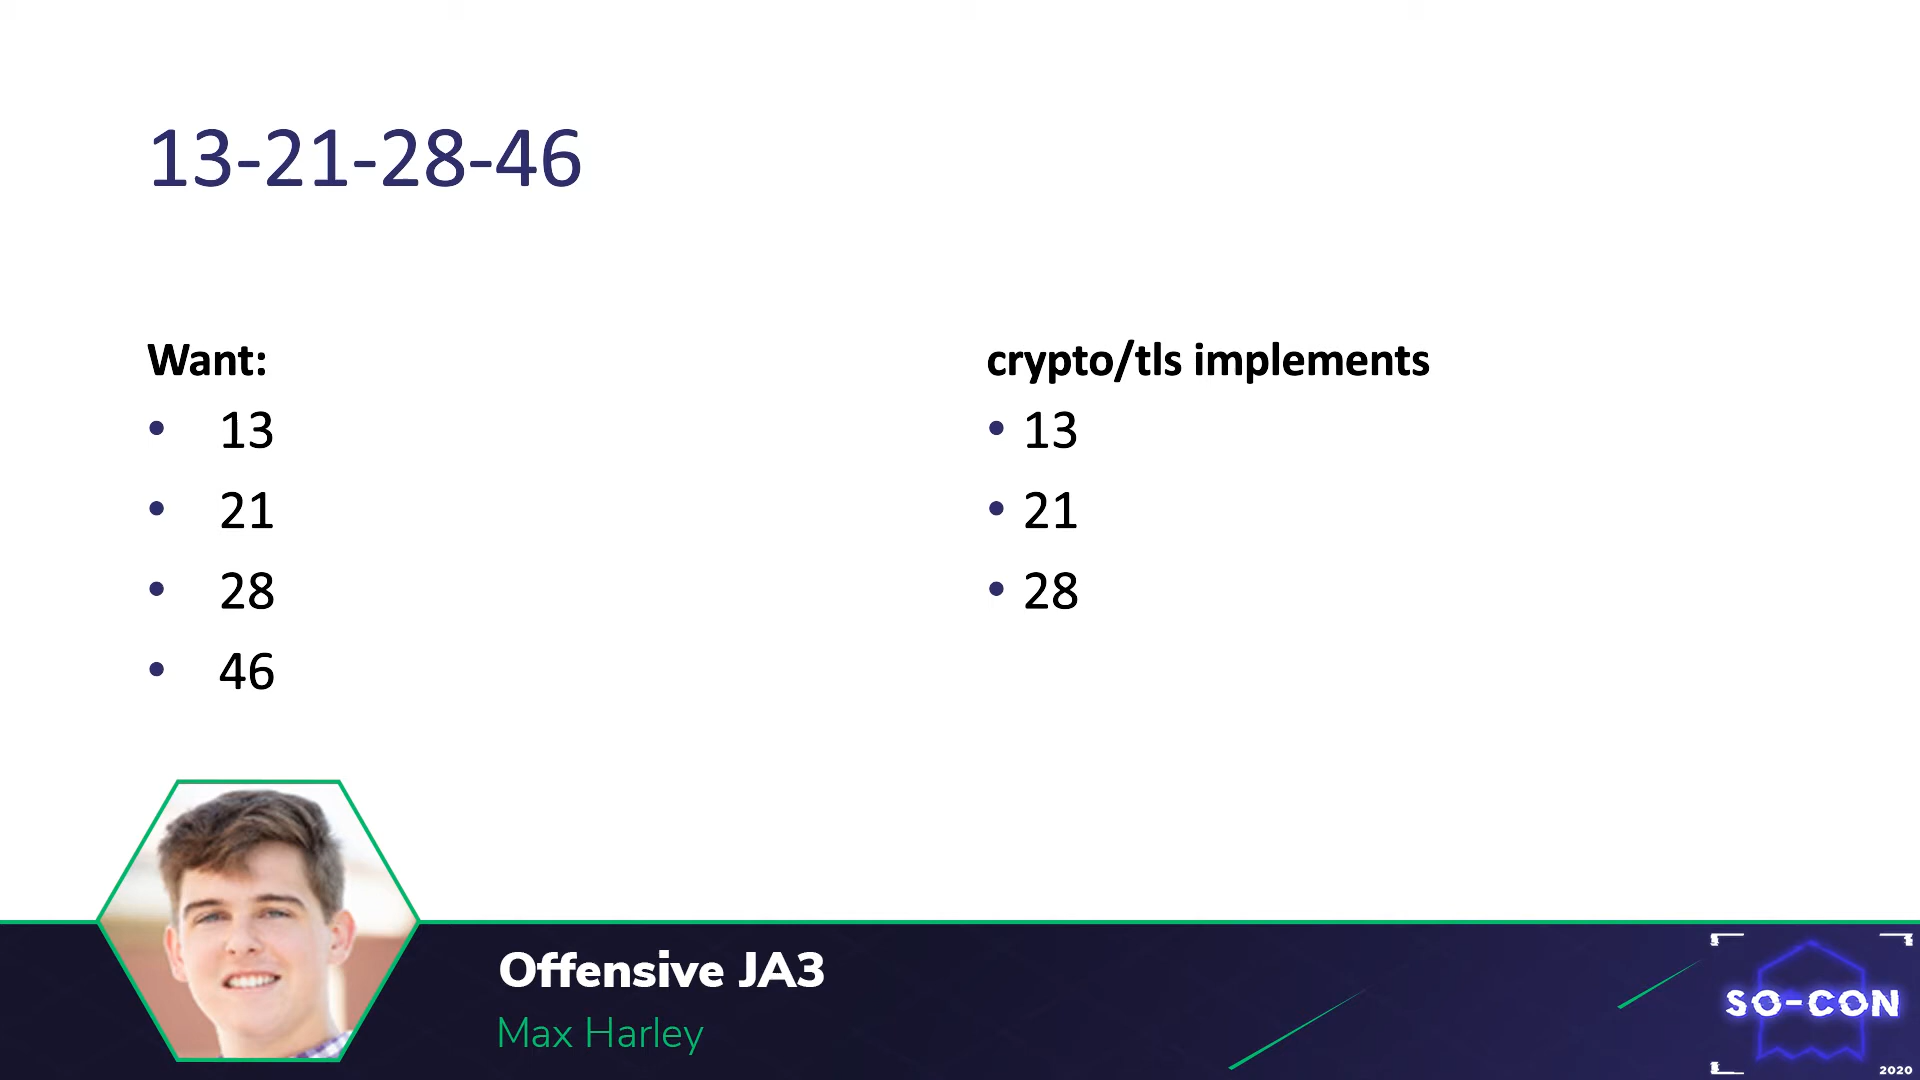 13-21-28-46
Want:
• 13
• 21
• 28
• 46
crypto/tls implements
• 13
• 21
• 28
Offensive JA3
Max Harley
SO-CON
2020